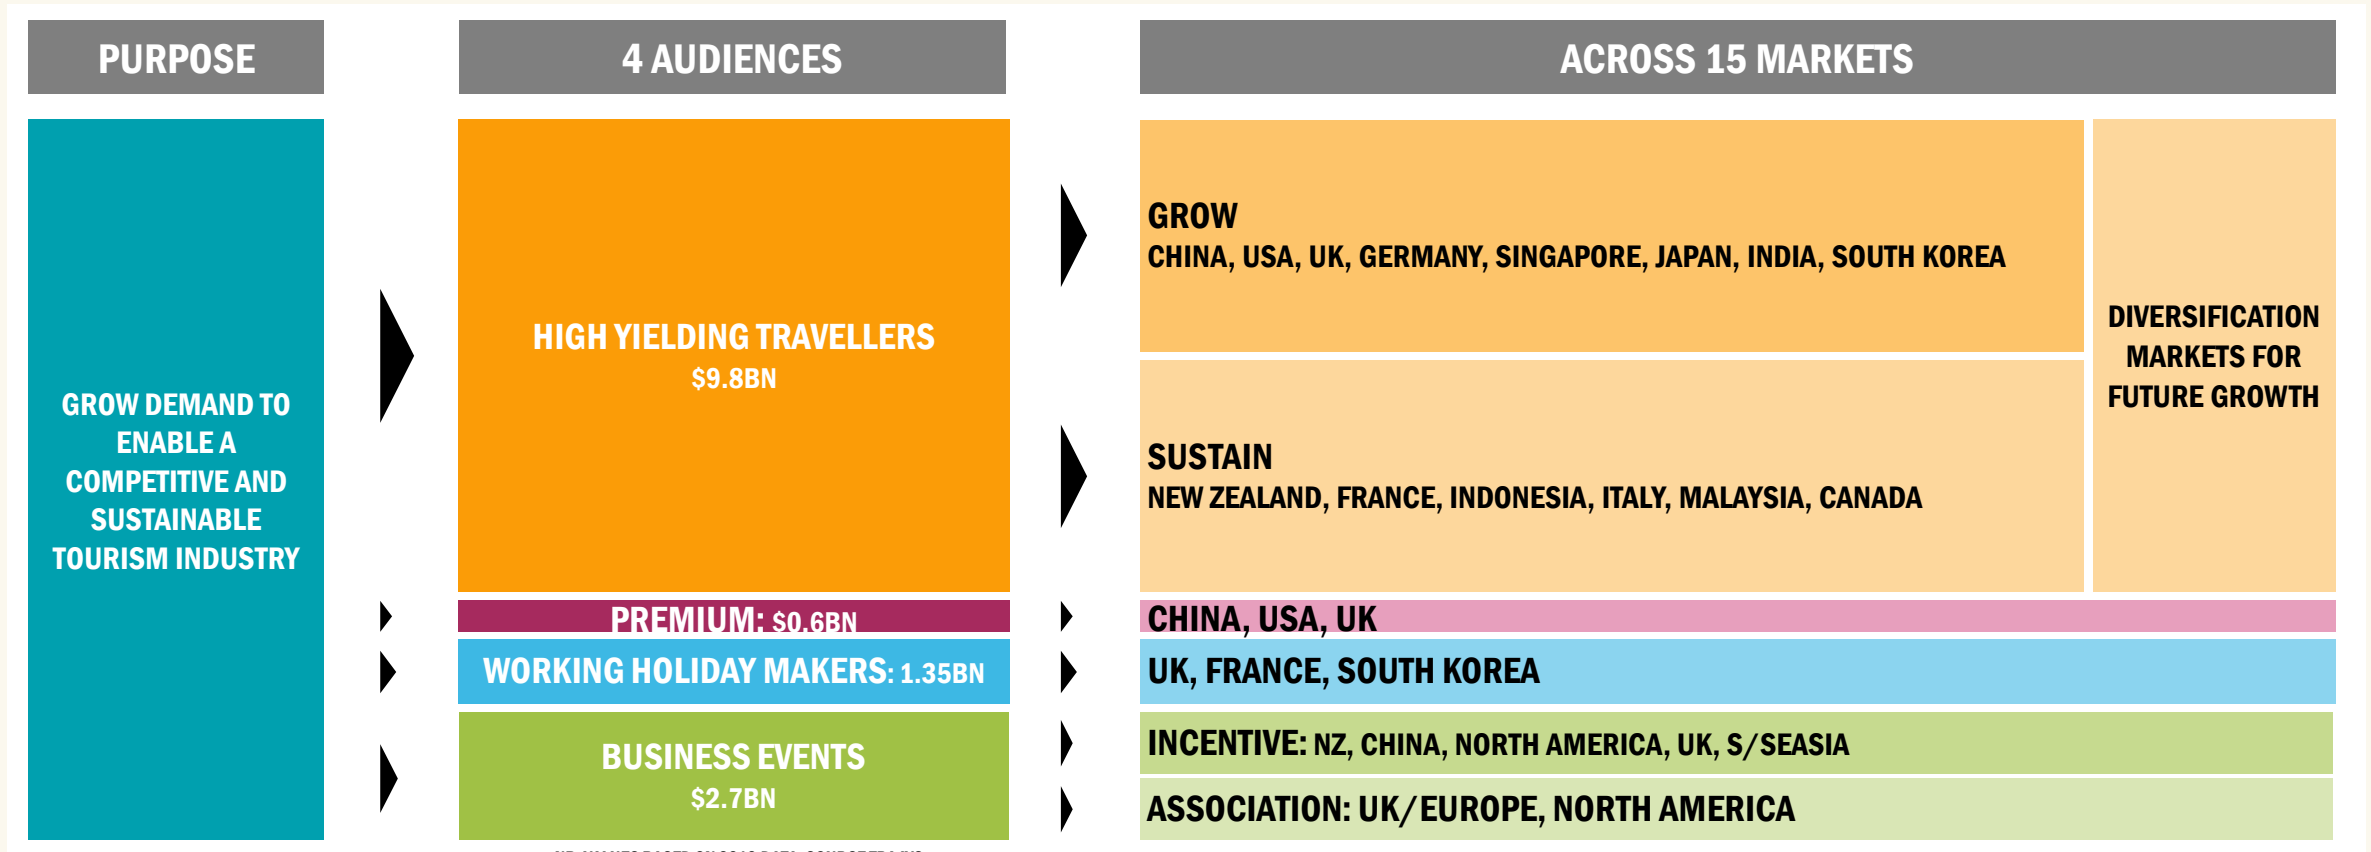 PURPOSE
4 AUDIENCES
ACROSS 15 MARKETS
GROW DEMAND TO
ENABLE A
COMPETITIVE AND
SUSTAINABLE
TOURISM INDUSTRY
HIGH YIELDING TRAVELLERS
$9.8BN
GROW
CHINA, USA, UK, GERMANY, SINGAPORE, JAPAN, INDIA, SOUTH KOREA
SUSTAIN
NEW ZEALAND, FRANCE, INDONESIA, ITALY, MALAYSIA, CANADA
DIVERSIFICATION
MARKETS FOR
FUTURE GROWTH
PREMIUM: $0.6BN
CHINA, USA, UK
WORKING HOLIDAY MAKERS: 1.35BN
UK, FRANCE, SOUTH KOREA
BUSINESS EVENTS
$2.7BN
INCENTIVE: NZ, CHINA, NORTH AMERICA, UK, S/SEASIA
ASSOCIATION: UK/EUROPE, NORTH AMERICA